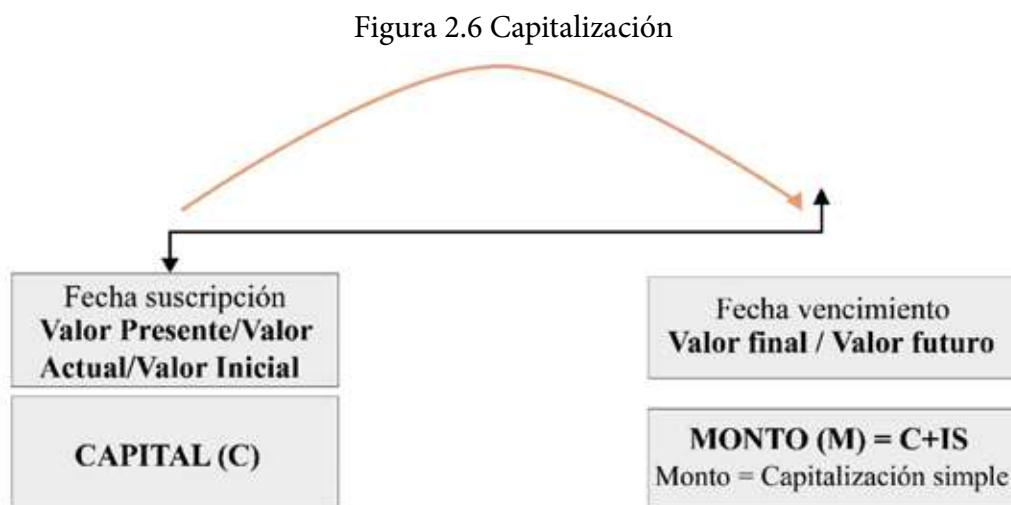 Figura 2.6 Capitalización
Fecha suscripción
Valor Presente/Valor
Actual/Valor Inicial
CAPITAL (C)
Fecha vencimiento
Valor final / Valor futuro
MONTO (M) = C+IS
Monto = Capitalización simple